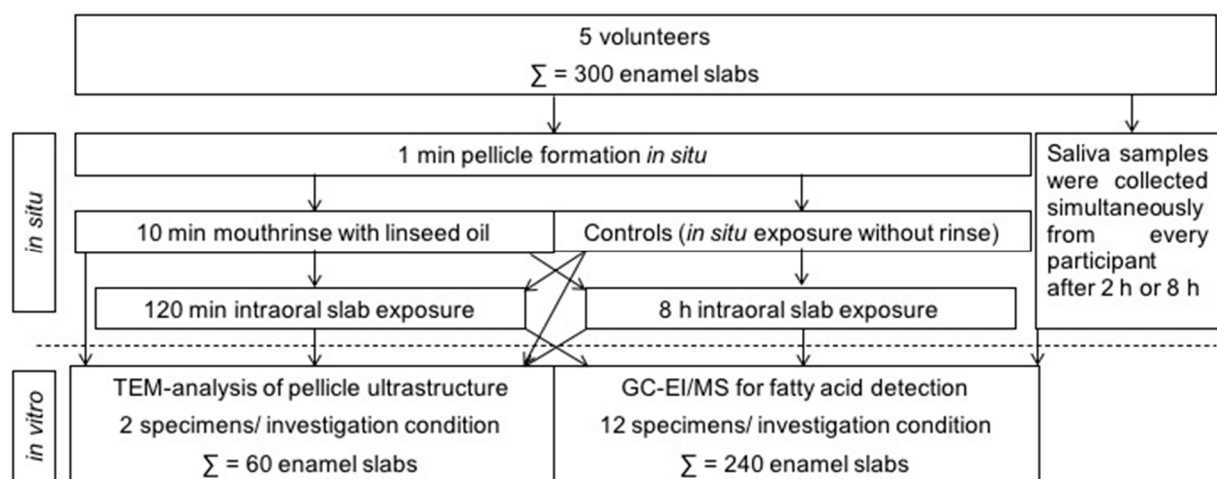 5 volunteers
∑ = 300 enamel slabs
in situ
1 min pellicle formation in situ
Saliva samples
were collected
simultaneously
from every
participant
after 2 h or 8 h
10 min mouthrinse with linseed oil
Controls (in situ exposure without rinse)
120 min intraoral slab exposure
8 h intraoral slab exposure
in vitro
TEM-analysis of pellicle ultrastructure
2 specimens/ investigation condition
∑ = 60 enamel slabs
GC-EI/MS for fatty acid detection
12 specimens/ investigation condition
∑ = 240 enamel slabs